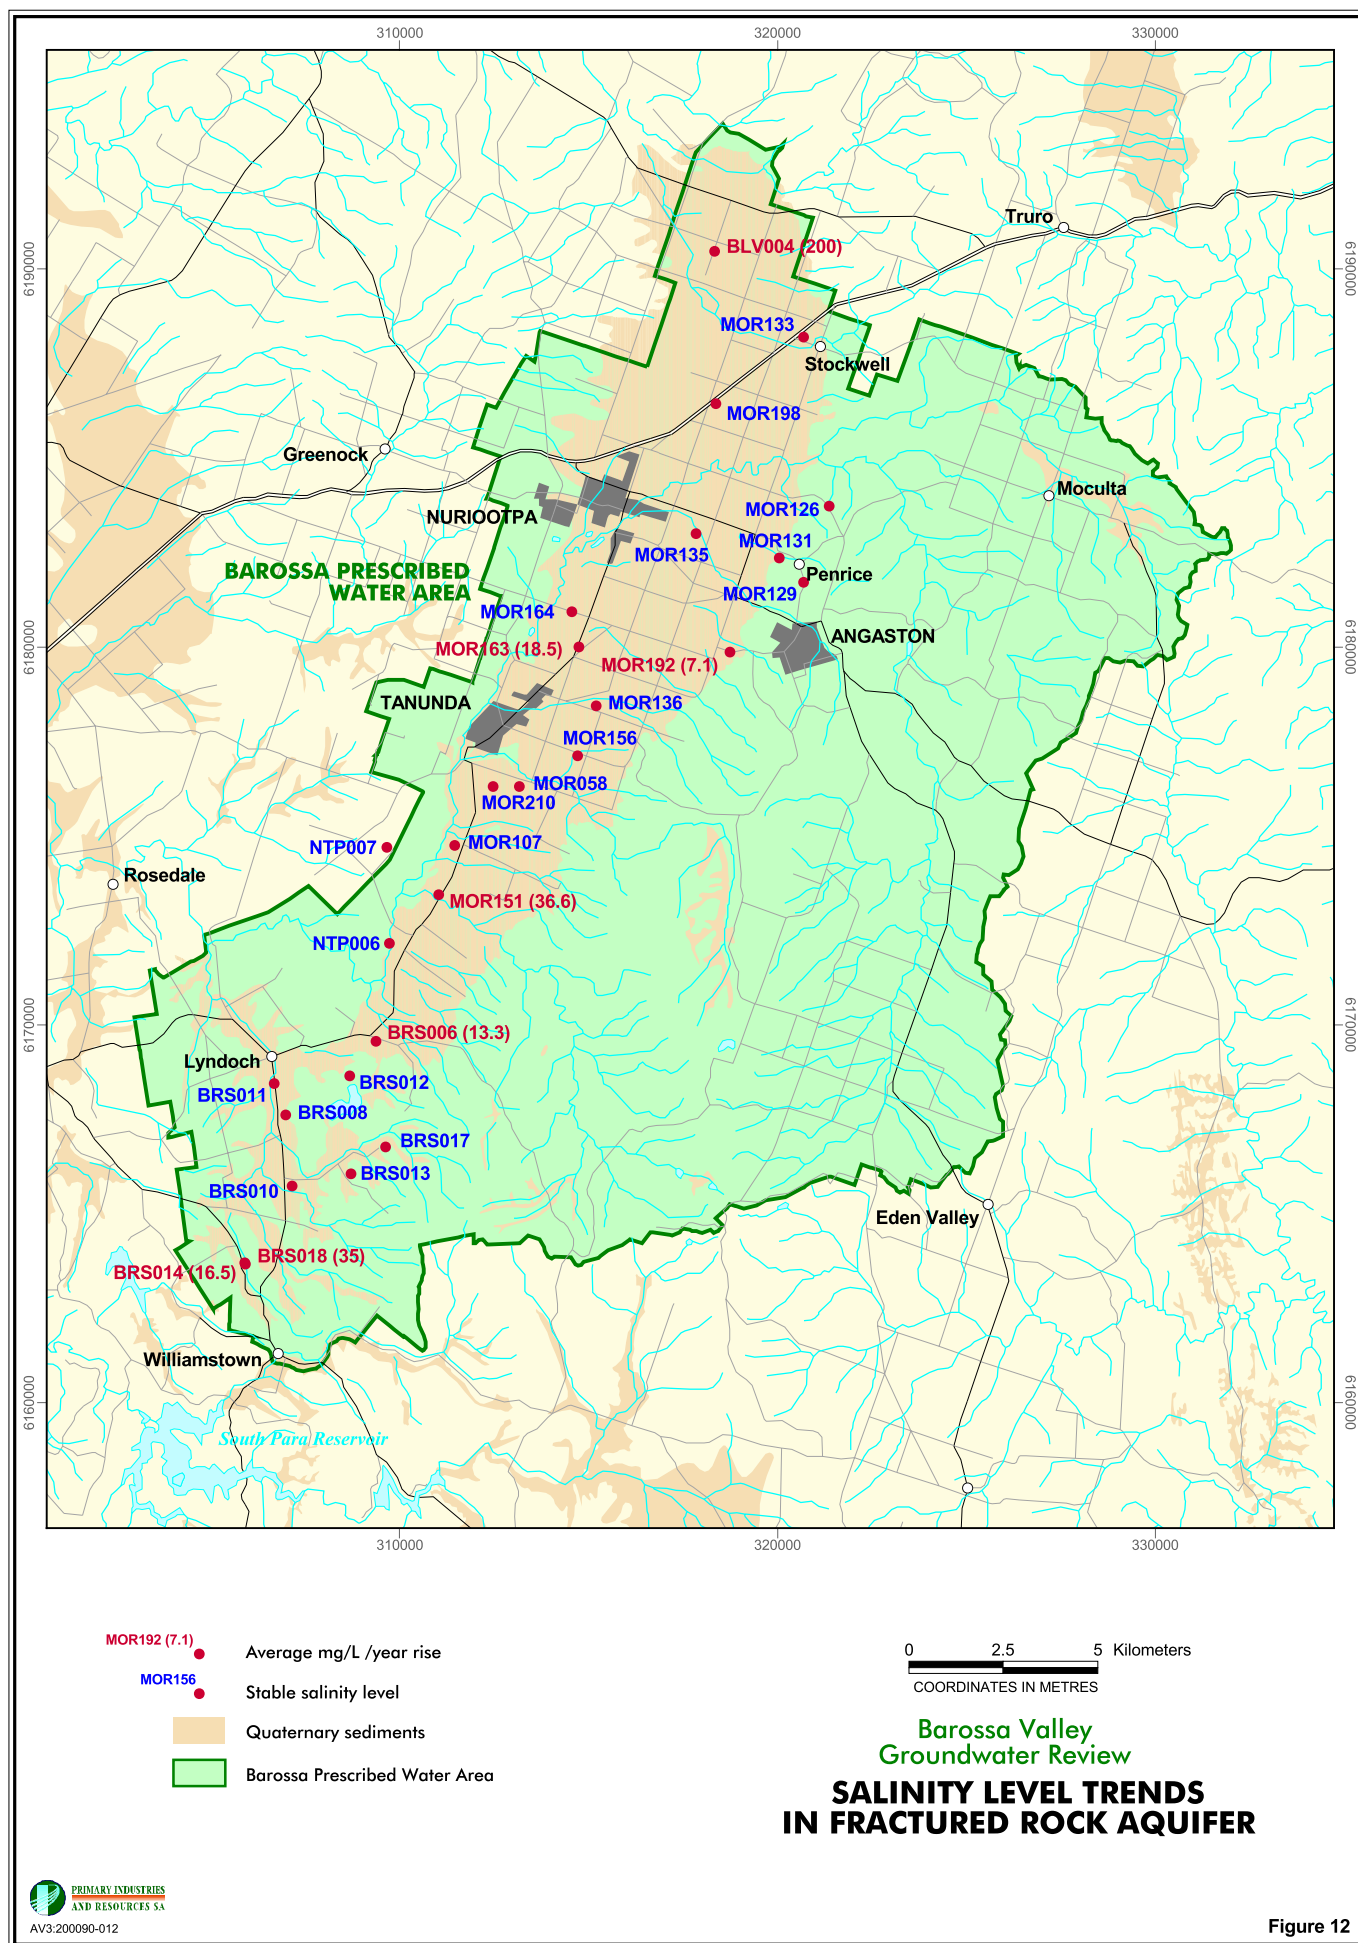 310000
320000
330000
Truro
BLV004 (200)
6190000
6190000
MOR133
Stockwell
MOR198
Greenock
Moculta
NURIOOTPA
MOR126
MOR135
MOR131
BAROSSA PRESCRIBED
WATER AREA
Penrice
MOR129
MOR164
ANGASTON
MOR163 (18.5)
MOR192 (7.1)
6180000
6180000
TANUNDA
MOR136
MOR156
MOR058
MOR210
NTP007
MOR107
Rosedale
MOR151 (36.6)
NTP006
6170000
6170000
BRS006 (13.3)
Lyndoch
BRS012
BRS011
BRS008
BRS017
BRS013
BRS010
Eden Valley
BRS018 (35)
BRS014 (16.5)
Williamstown
6160000
6160000
South Para Reservoir
310000
320000
330000
MOR192 (7.1)
Average mg/L /year rise
MOR156
Stable salinity level
Quaternary sediments
Barossa Prescribed Water Area
0 2.5 5 Kilometers
COORDINATES IN METRES
Barossa Valley
Groundwater Review
SALINITY LEVEL TRENDS
IN FRACTURED ROCK AQUIFER
PRIMARY INDUSTRIES
AND RESOURCES SA
AV3:200090-012
Figure 12